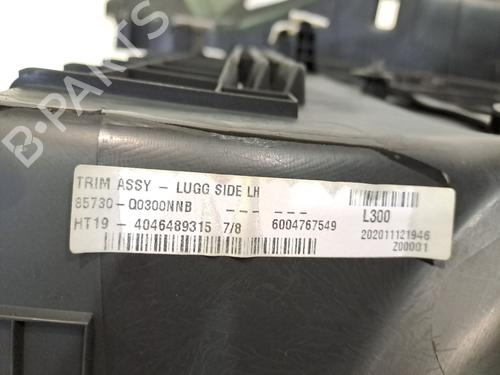 B-PARTS
TRIM ASSY - LUGG SIDE LH
85730-Q0300NNB --- --- L300
HT19 - 4046489315 7/8 6004767549 202011121946
Z00001